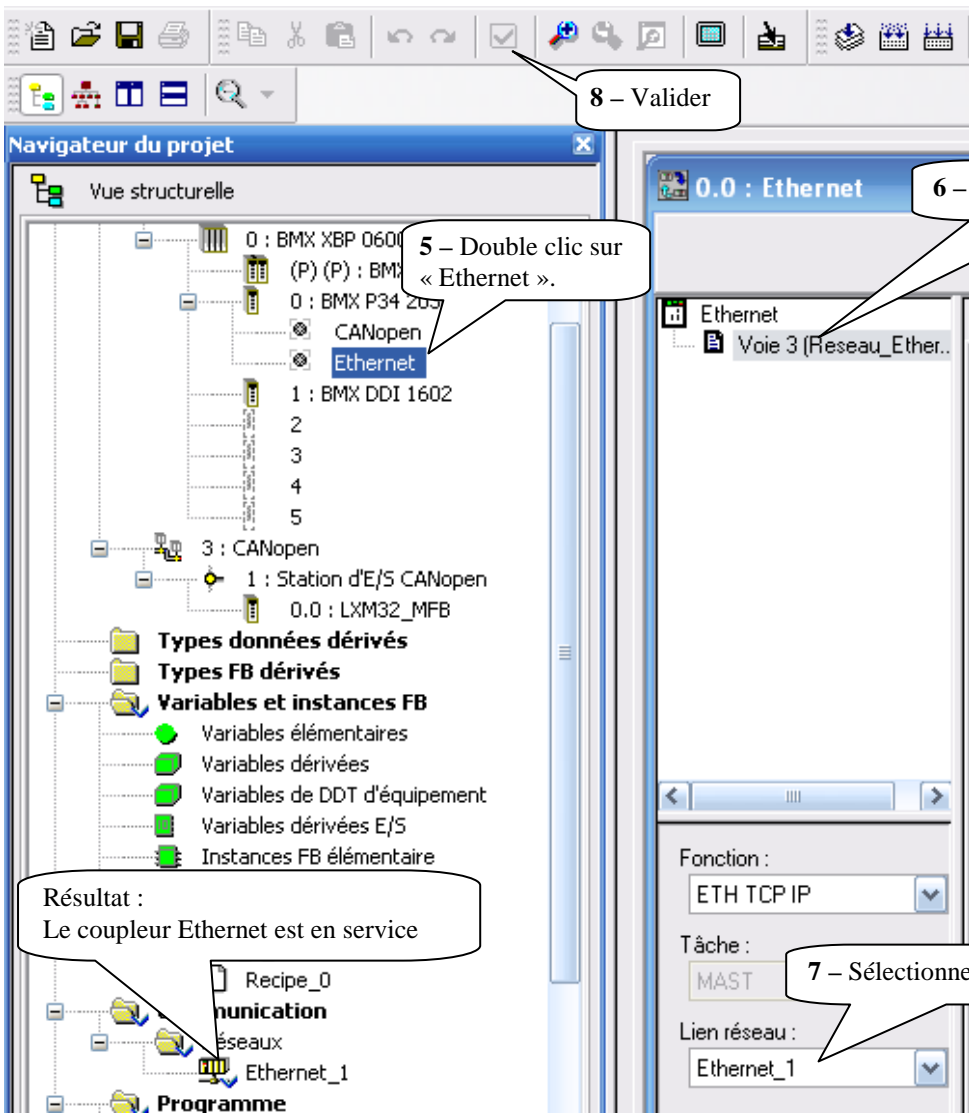 8 – Valider
Navigateur du projet
Vue structurelle
0 : BMX XBP 0600
(P) (P) : BMX
0 : BMX P34
CANopen
Ethernet
1 : BMX DDI 1602
2
3
4
5
3 : CANopen
1 : Station d'E/S CANopen
0.0 : LXM32_MFB
Types données dérivés
Types FB dérivés
Variables et instances FB
Variables élémentaires
Variables dérivées
Variables de DDT d'équipement
Variables dérivées E/S
Instances FB élémentaire
Recipe_0
munication
éseaux
Ethernet_1
Programme
5 – Double clic sur
« Ethernet ».
Résultat :
Le coupleur Ethernet est en service
0.0 : Ethernet
6 –
Ethernet
Voie 3 (Reseau_Ether..
Fonction :
ETH TCP IP
Tâche :
MAST
7 – Sélectionne
Lien réseau :
Ethernet_1